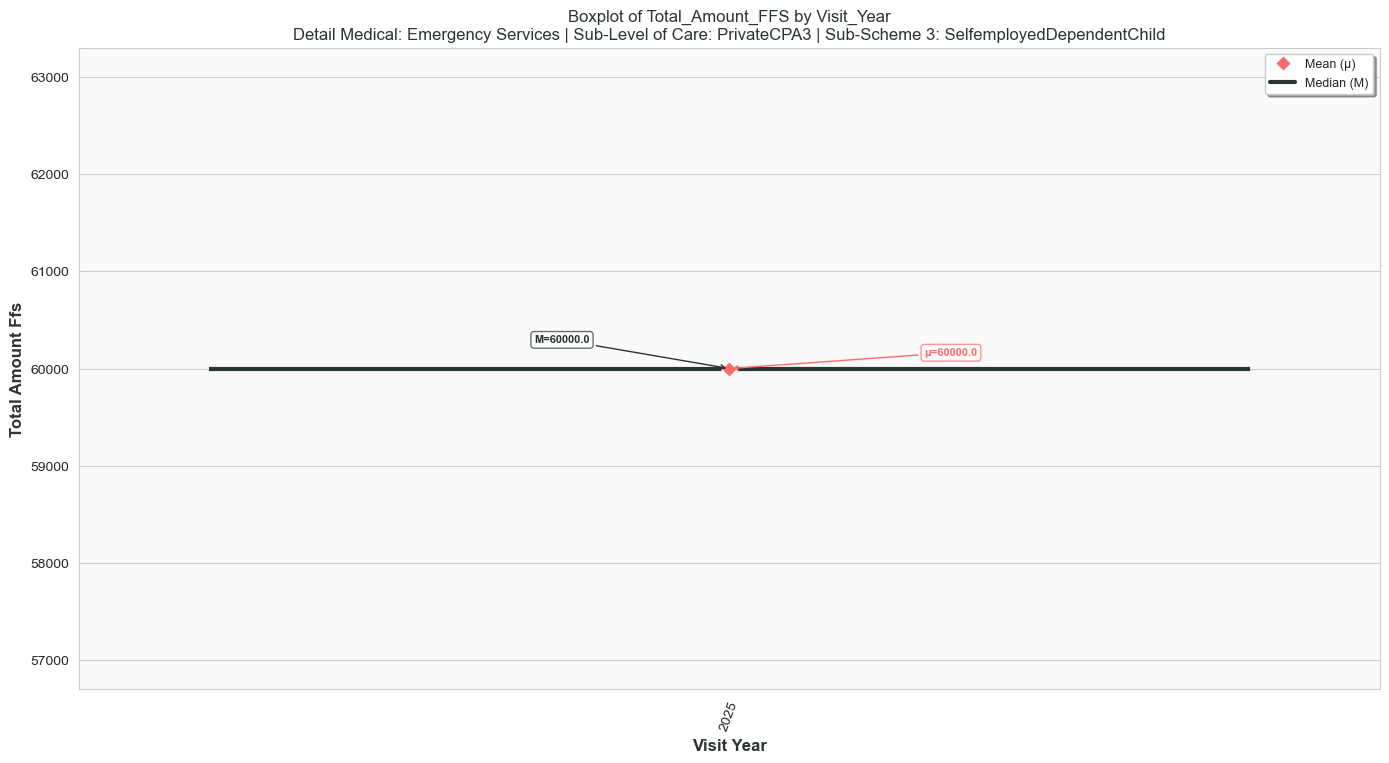 Boxplot of Total_Amount_FFS by Visit_Year
Detail Medical: Emergency Services | Sub-Level of Care: PrivateCPA3 | Sub-Scheme 3: SelfemployedDependentChild
Mean (μ)
Median (M)
Total Amount Ffs
63000
62000
61000
60000
59000
58000
57000
M=60000.0
μ=60000.0
2025
Visit Year